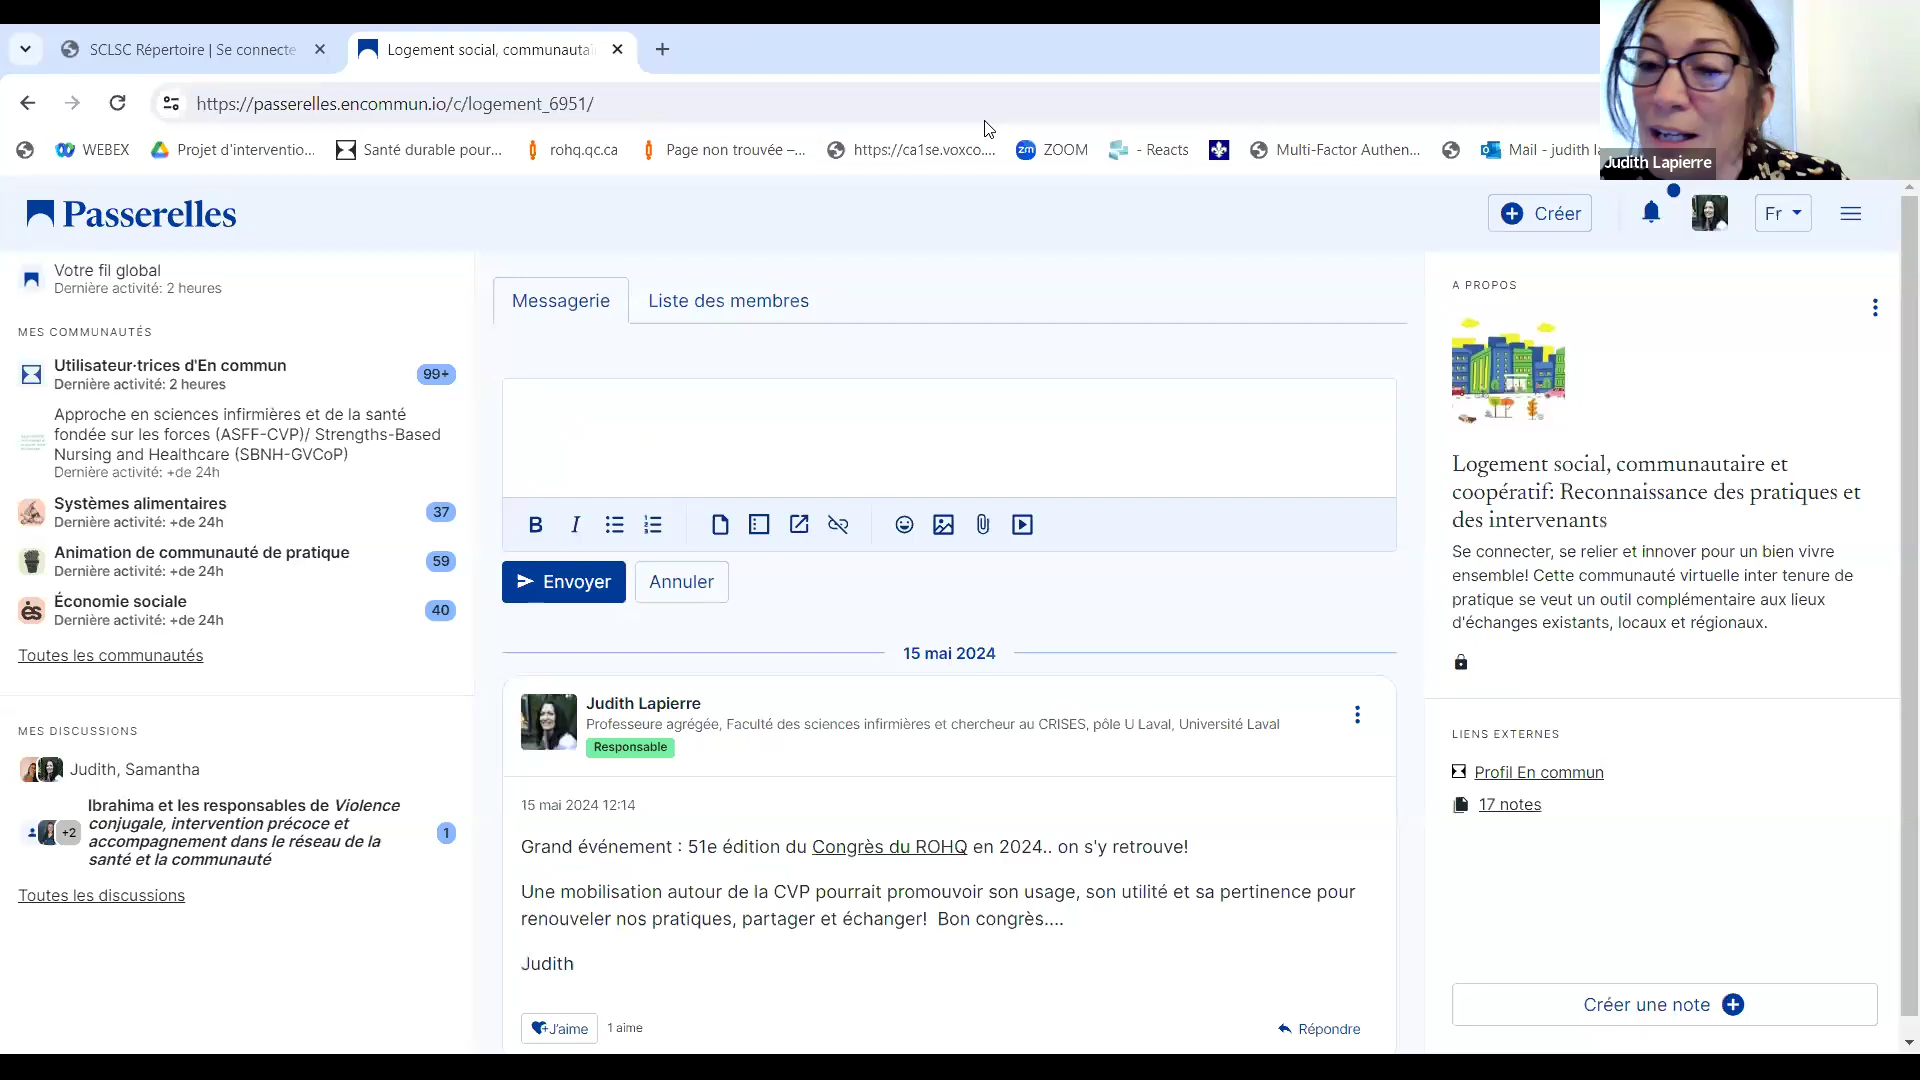 SCLSC Répertoire | Se connecte
Logement social, communautai
https://passerelles.encommun.io/c/logement_6951/
WEBEX
Projet d'interventio...
Santé durable pour...
rohq.qc.ca
Page non trouvée –...
https://ca1se.voxco....
zm ZOOM
- Reacts
Multi-Factor Authen...
Mail - judith l
Judith Lapierre
Passerelles
Créer
Fr
Votre fil global
Dernière activité: 2 heures
MES COMMUNAUTÉS
Utilisateur·trices d'En commun
Dernière activité: 2 heures
99+
Approche en sciences infirmières et de la santé
fondée sur les forces (ASFF-CVP)/ Strengths-Based
Nursing and Healthcare (SBNH-GVCoP)
Dernière activité: +de 24h
Systèmes alimentaires
Dernière activité: +de 24h
37
Animation de communauté de pratique
Dernière activité: +de 24h
59
ès
Économie sociale
Dernière activité: +de 24h
40
Toutes les communautés
MES DISCUSSIONS
Judith, Samantha
+2
Ibrahima et les responsables de Violence
conjugale, intervention précoce et
accompagnement dans le réseau de la
santé et la communauté
1
Toutes les discussions
Messagerie
Liste des membres
B I
Envoyer
Annuler
15 mai 2024
Judith Lapierre
Professeure agrégée, Faculté des sciences infirmières et chercheur au CRISES, pôle U Laval, Université Laval
Responsable
15 mai 2024 12:14
Grand événement : 51e édition du Congrès du ROHQ en 2024.. on s'y retrouve!
Une mobilisation autour de la CVP pourrait promouvoir son usage, son utilité et sa pertinence pour
renouveler nos pratiques, partager et échanger! Bon congrès....
Judith
J'aime
1 aime
Répondre
A PROPOS
Logement social, communautaire et
coopératif: Reconnaissance des pratiques et
des intervenants
Se connecter, se relier et innover pour un bien vivre
ensemble! Cette communauté virtuelle inter tenure de
pratique se veut un outil complémentaire aux lieux
d'échanges existants, locaux et régionaux.
LIENS EXTERNES
Profil En commun
17 notes
Créer une note